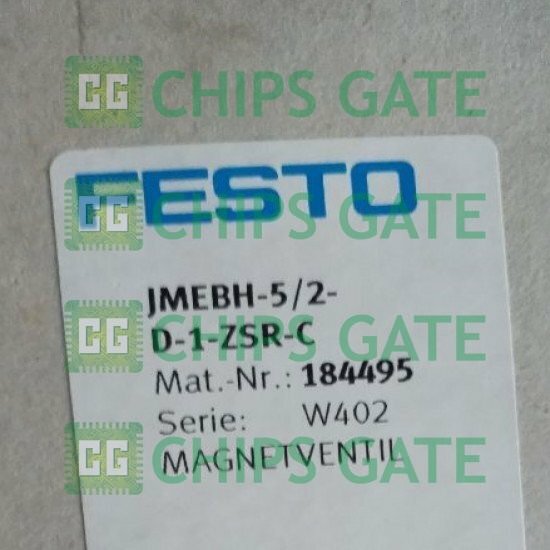 CG CHIPS GATE
FESTO
CG CHIPS GATE
JMEBH-5/2-
D-1-ZSR-C
CG CHIPS GATE
Mat.-Nr.: 184495
Serie: W402
MAGNETVENTIL
CG CHIPS GATE